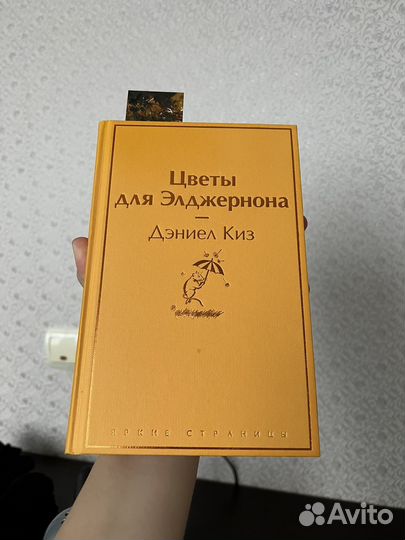 Цветы
для Элджернона
Дэниел Киз
ЯРКИЕ СТРАНИЦЫ
Avito